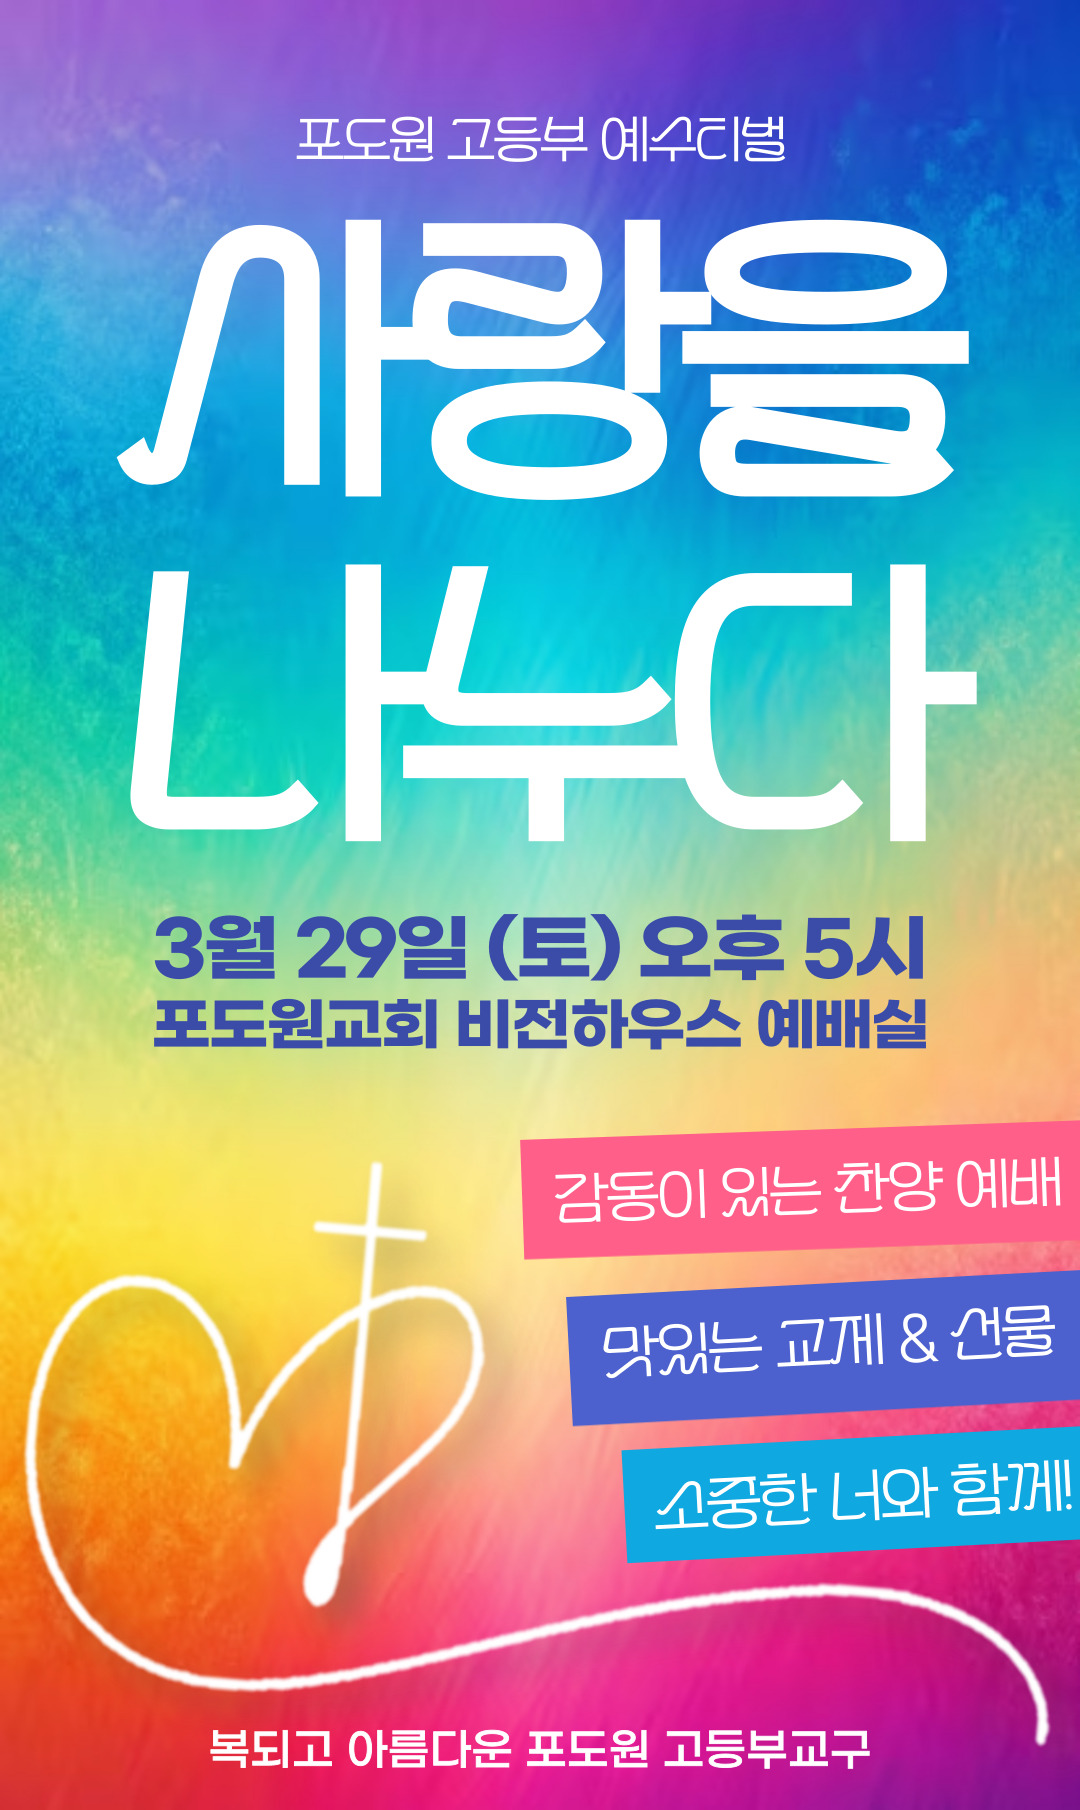 포도원 고등부 예수티벌
사랑을
나누다
3월 29일 (토) 오후 5시
포도원교회 비전하우스 예배실
감동이 있는 찬양 예배
맛있는 교제 & 선물
소중한 너와 함께!
복되고 아름다운 포도원 고등부교구